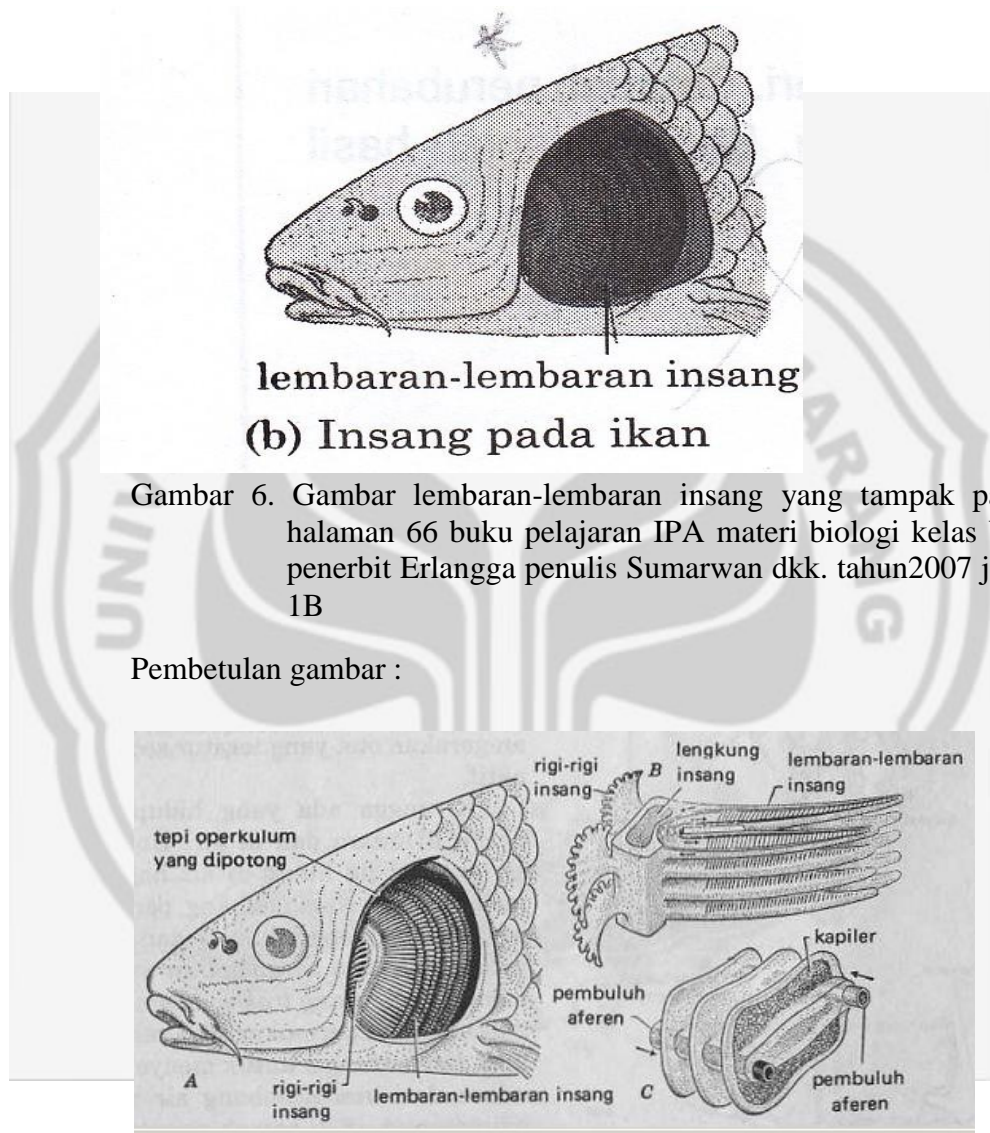 lembaran-lembaran insang
(b) Insang pada ikan
Gambar 6. Gambar lembaran-lembaran insang yang tampak
halaman 66 buku pelajaran IPA materi biologi kelas
penerbit Erlangga penulis Sumarwan dkk. tahun2007
1B
Pembetulan gambar :
tepi operkulum
yang dipotong
rigi-rigi
insang
B
lengkung
insang
lembaran-lembaran
insang
A
rigi-rigi
insang
lembaran-lembaran insang
pembuluh
aferen
kapiler
C
pembuluh
aferen
UNIV
ARANG